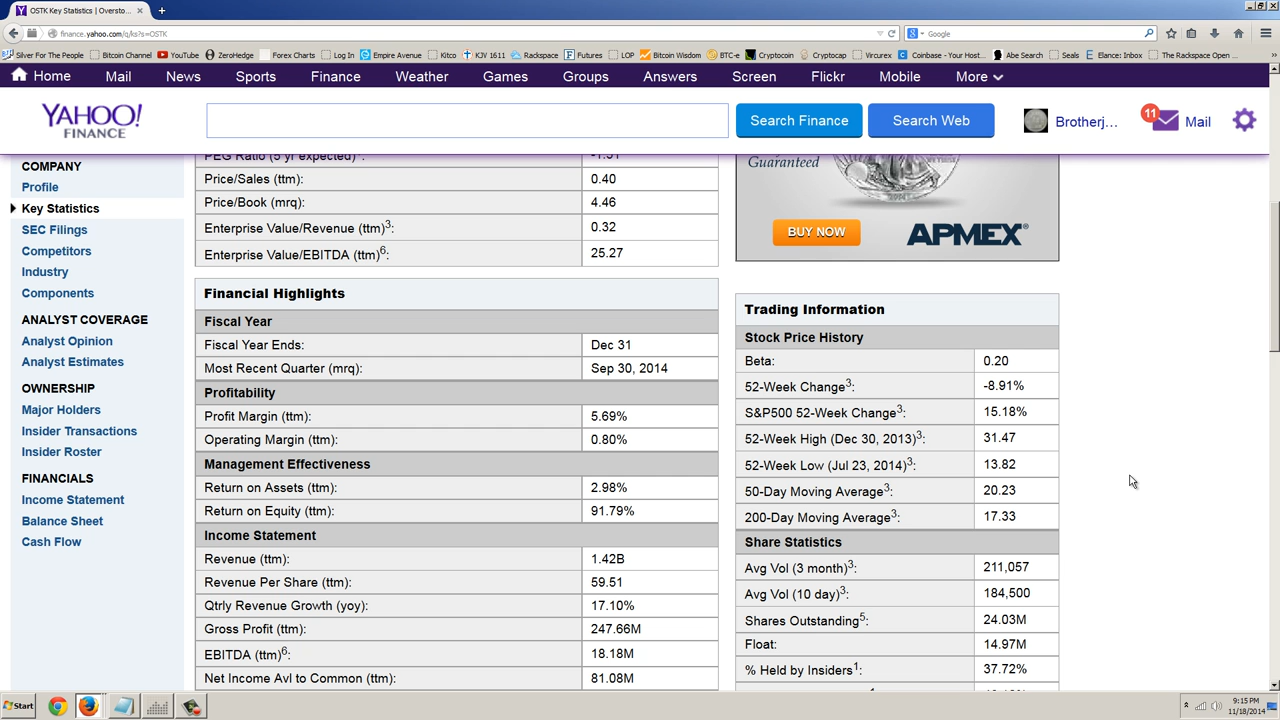 OSTK Key Statistics | Oversto...
finance.yahoo.com/q/ks?s=OSTK
Google
Silver For The People Bitcoin Channel YouTube ZeroHedge Forex Charts Log In Empire Avenue Kitco KJV 1611 Rackspace Futures LOP Bitcoin Wisdom BTC-e Cryptocoin Cryptocap Vircurex Coinbase - Your Host... Abe Search Seals Elance: Inbox The Rackspace Open ...
Home Mail News Sports Finance Weather Games Groups Answers Screen Flickr Mobile More
YAHOO!
FINANCE
Search Finance
Search Web
Brotherj...
11
Mail
COMPANY
Profile
Key Statistics
SEC Filings
Competitors
Industry
Components
ANALYST COVERAGE
Analyst Opinion
Analyst Estimates
OWNERSHIP
Major Holders
Insider Transactions
Insider Roster
FINANCIALS
Income Statement
Balance Sheet
Cash Flow
PEG Ratio (5 yr expected)
Price/Sales (ttm): 0.40
Price/Book (mrq): 4.46
Enterprise Value/Revenue (ttm)3: 0.32
Enterprise Value/EBITDA (ttm)6: 25.27
Financial Highlights
Fiscal Year
Fiscal Year Ends: Dec 31
Most Recent Quarter (mrq): Sep 30, 2014
Profitability
Profit Margin (ttm): 5.69%
Operating Margin (ttm): 0.80%
Management Effectiveness
Return on Assets (ttm): 2.98%
Return on Equity (ttm): 91.79%
Income Statement
Revenue (ttm): 1.42B
Revenue Per Share (ttm): 59.51
Qtrly Revenue Growth (yoy): 17.10%
Gross Profit (ttm): 247.66M
EBITDA (ttm)6: 18.18M
Net Income Avl to Common (ttm): 81.08M
Guaranteed
BUY NOW
APMEX®
Trading Information
Stock Price History
Beta: 0.20
52-Week Change3: -8.91%
S&P500 52-Week Change3: 15.18%
52-Week High (Dec 30, 2013)3: 31.47
52-Week Low (Jul 23, 2014)3: 13.82
50-Day Moving Average3: 20.23
200-Day Moving Average3: 17.33
Share Statistics
Avg Vol (3 month)3: 211,057
Avg Vol (10 day)3: 184,500
Shares Outstanding5: 24.03M
Float: 14.97M
% Held by Insiders1: 37.72%
Start
9:15 PM
11/18/2014